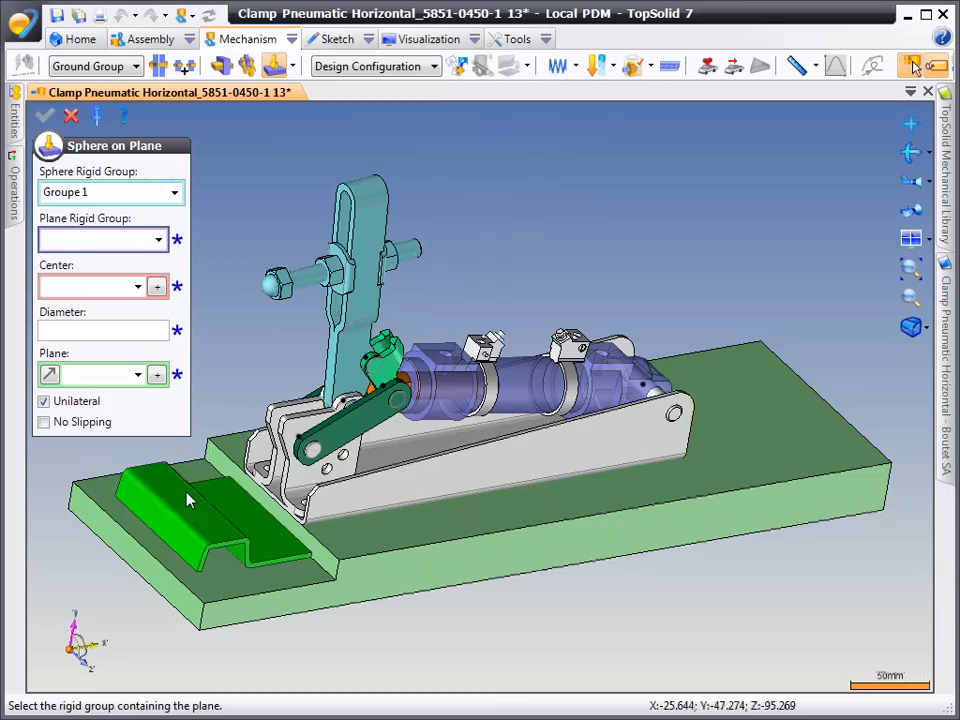 Clamp Pneumatic Horizontal_5851-0450-1 13* - Local PDM - TopSolid 7
Home
Assembly
Mechanism
Sketch
Visualization
Tools
Ground Group
Design Configuration
Clamp Pneumatic Horizontal_5851-0450-1 13*
Entities
Operations
Sphere on Plane
Sphere Rigid Group:
Groupe 1
Plane Rigid Group:
*
Center:
*
Diameter:
*
Plane:
*
Unilateral
No Slipping
TopSolid Mechanical Library
Clamp Pneumatic Horizontal_5851-0450-1 - Boutet SA
Y
X
Z
50mm
Select the rigid group containing the plane.
X:-25.644; Y:-47.274; Z:-95.269